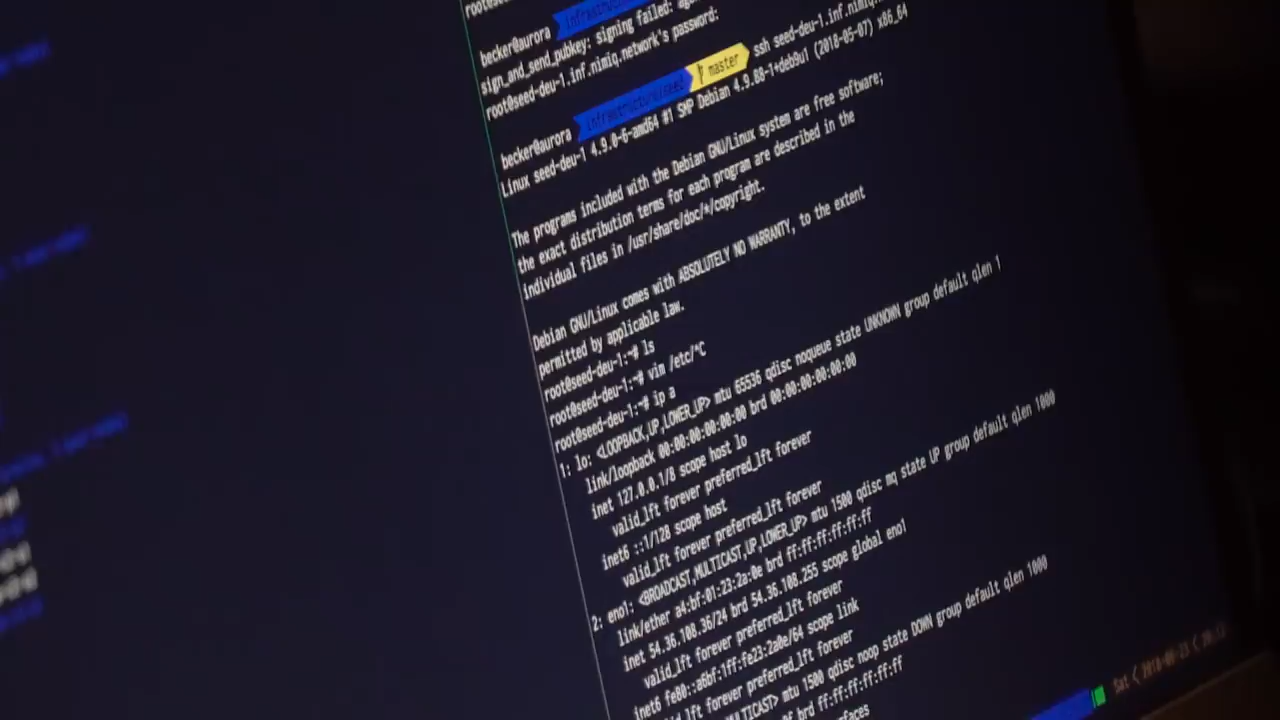 becker@aurora infrastruc
sign_and_send_pubkey: signing failed: age
root@seed-dev-1.inf.nimiq.network's password:
becker@aurora infrastructure/seed master ssh seed-dev-1.inf.nimiq.
Linux seed-dev-1 4.9.0-6-amd64 #1 SMP Debian 4.9.88-1+deb9u1 (2018-05-07) x86_64
The programs included with the Debian GNU/Linux system are free software;
the exact distribution terms for each program are described in the
individual files in /usr/share/doc/*/copyright.
Debian GNU/Linux comes with ABSOLUTELY NO WARRANTY, to the extent
permitted by applicable law.
root@seed-dev-1:~# ls
root@seed-dev-1:~# vim /etc/^C
root@seed-dev-1:~# ip a
1: lo: <LOOPBACK,UP,LOWER_UP> mtu 65536 qdisc noqueue state UNKNOWN group default qlen 1
link/loopback 00:00:00:00:00:00 brd 00:00:00:00:00:00
inet 127.0.0.1/8 scope host lo
valid_lft forever preferred_lft forever
inet6 ::1/128 scope host
valid_lft forever preferred_lft forever
2: eno1: <BROADCAST,MULTICAST,UP,LOWER_UP> mtu 1500 qdisc mq state UP group default qlen 1000
link/ether a4:bf:01:23:2a:0e brd ff:ff:ff:ff:ff:ff
inet 54.36.108.36/24 brd 54.36.108.255 scope global eno1
valid_lft forever preferred_lft forever
inet6 fe80::a6bf:1ff:fe23:2a0e/64 scope link
valid_lft forever preferred_lft forever
MULTICAST> mtu 1500 qdisc noop state DOWN group default qlen 1000
brd ff:ff:ff:ff:ff:ff
Sat